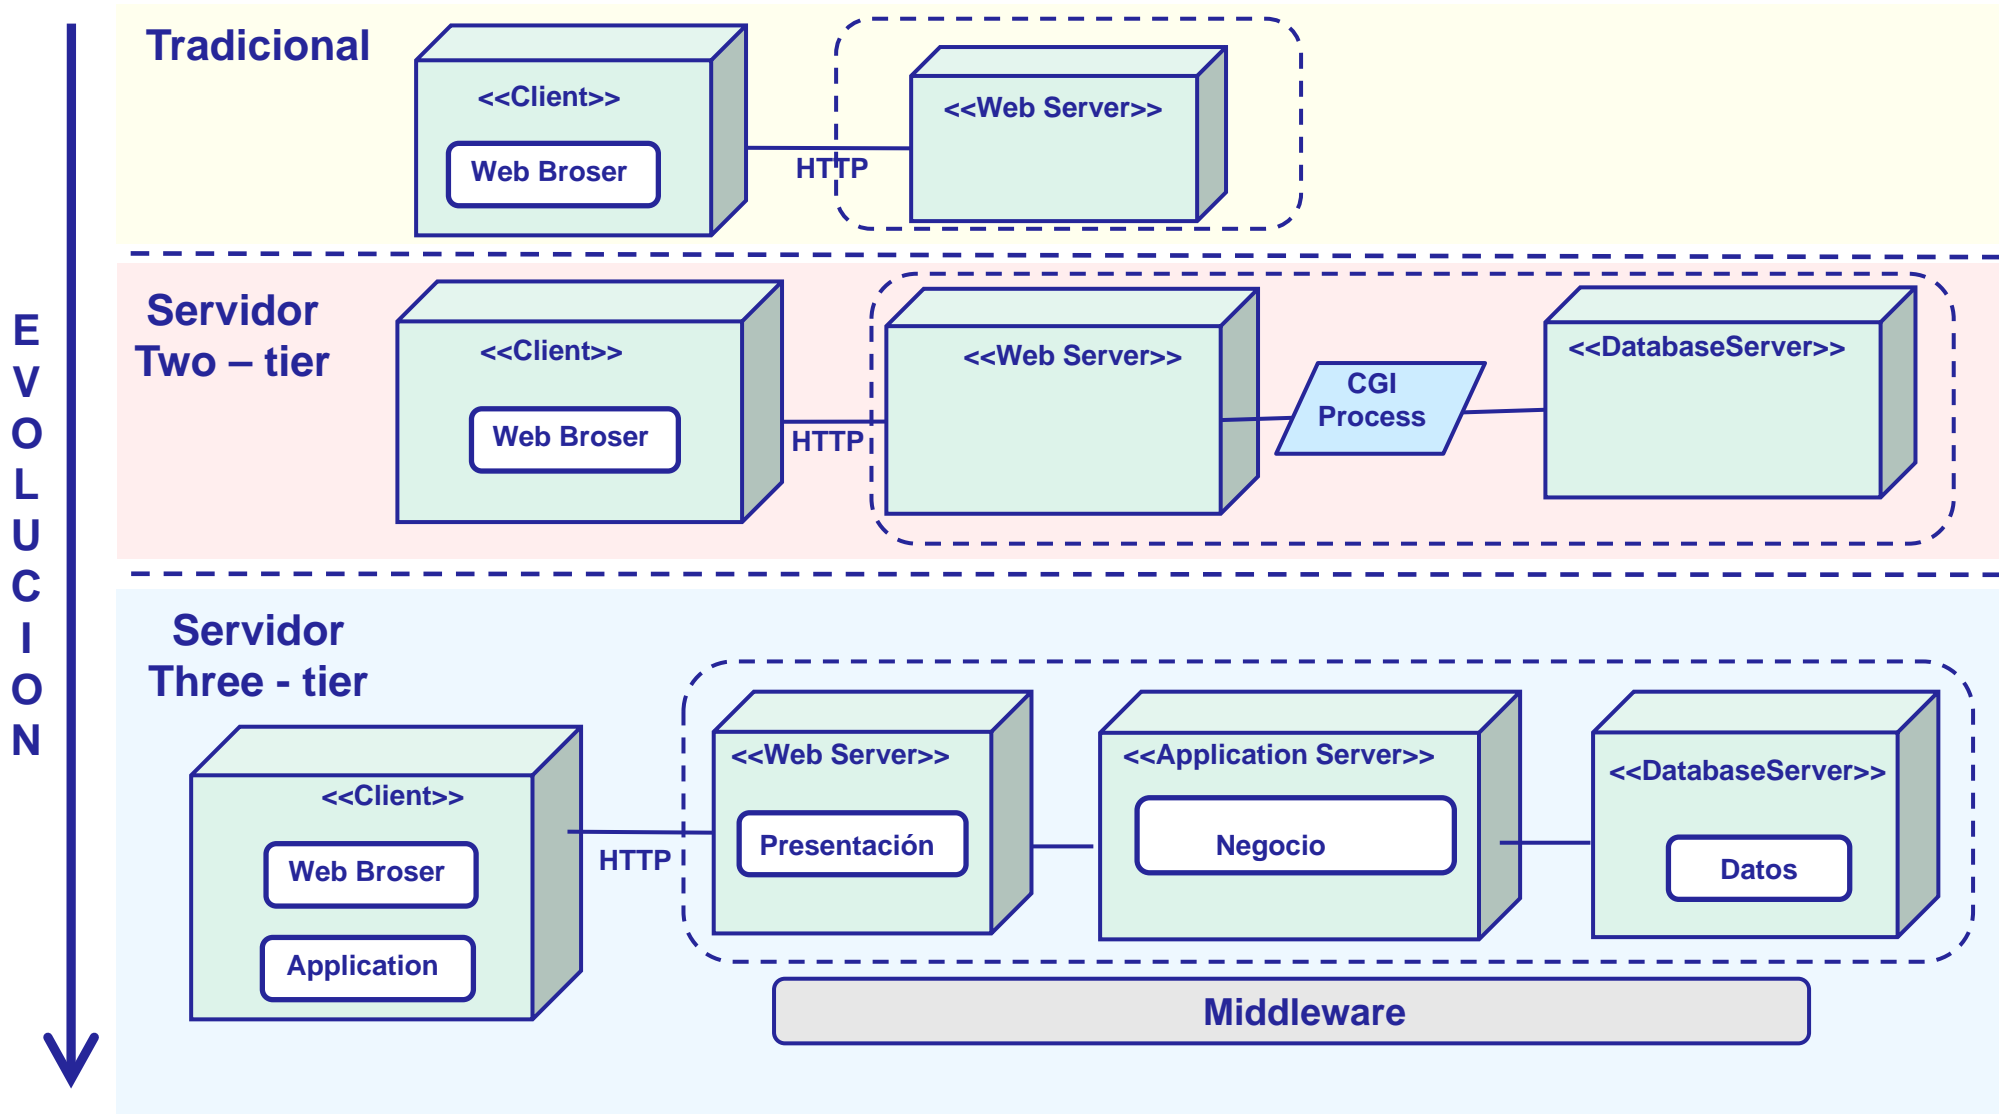 Tradicional
<<Client>>
Web Broser
HTTP
<<Web Server>>
EVOLUCION
Servidor
Two – tier
<<Client>>
Web Broser
HTTP
<<Web Server>>
CGI
Process
<<DatabaseServer>>
Servidor
Three - tier
<<Client>>
Web Broser
Application
HTTP
<<Web Server>>
Presentación
<<Application Server>>
Negocio
<<DatabaseServer>>
Datos
Middleware